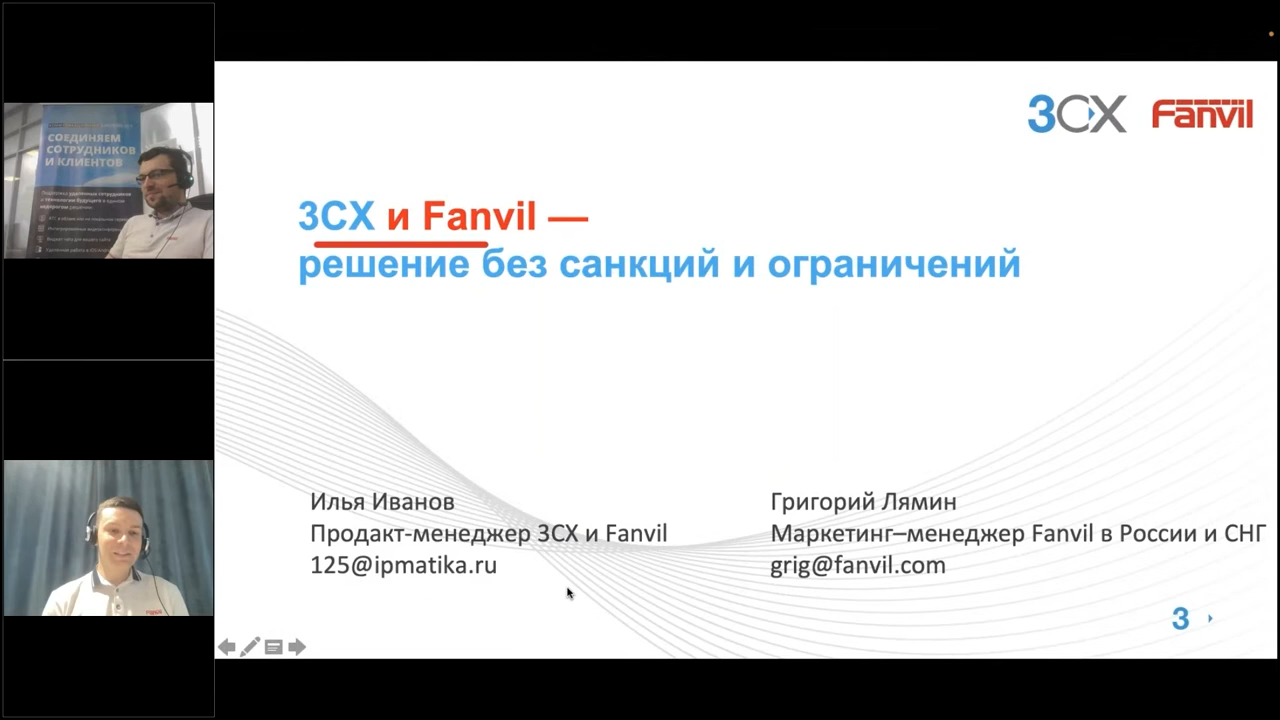 СОЕДИНЯЕМ
СОТРУДНИКОВ
И КЛИЕНТОВ
3CX Fanvil
3CX и Fanvil —
решение без санкций и ограничений
Илья Иванов
Продакт-менеджер 3CX и Fanvil
125@ipmatika.ru
Григорий Лямин
Маркетинг–менеджер Fanvil в России и СНГ
grig@fanvil.com
3